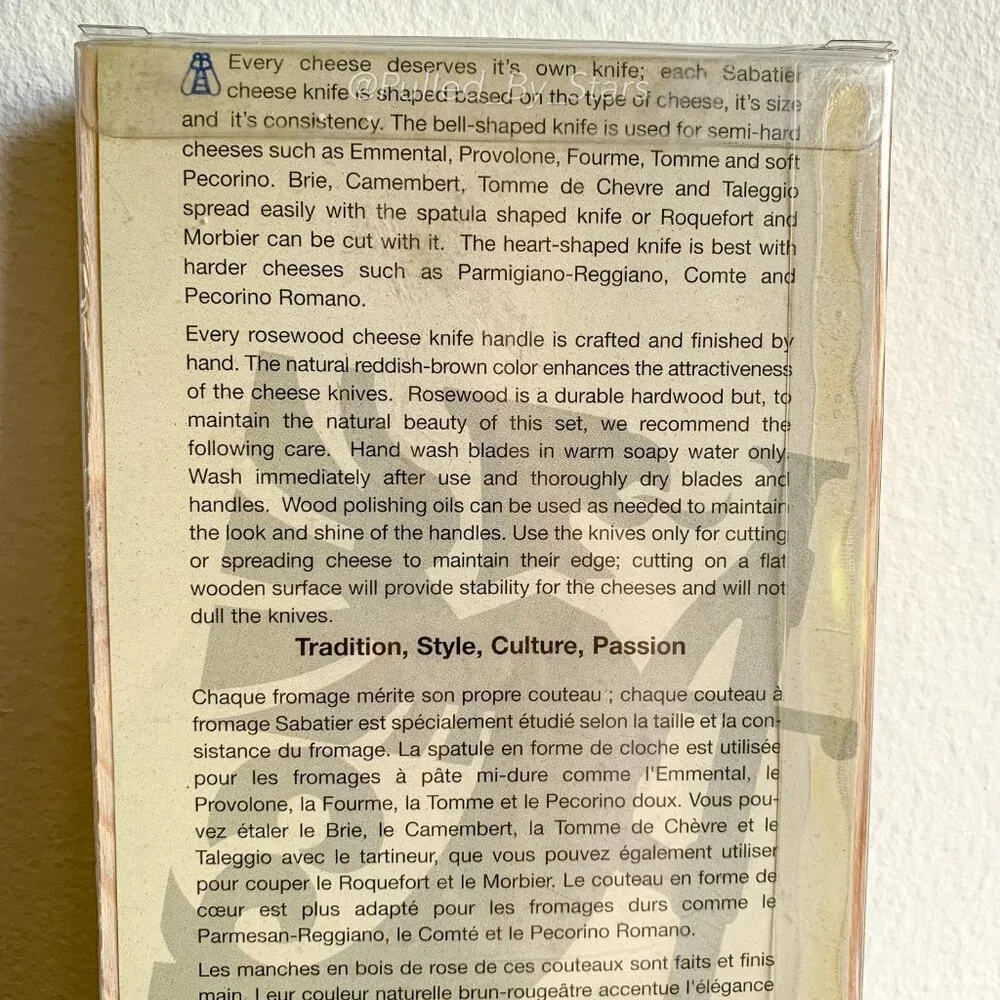 Every cheese deserves it's own knife; each Sabatier
cheese knife is shaped based on the type of cheese, it's size
and it's consistency. The bell-shaped knife is used for semi-hard
cheeses such as Emmental, Provolone, Fourme, Tomme and soft
Pecorino. Brie, Camembert, Tomme de Chevre and Taleggio
spread easily with the spatula shaped knife or Roquefort and
Morbier can be cut with it. The heart-shaped knife is best with
harder cheeses such as Parmigiano-Reggiano, Comte and
Pecorino Romano.
Every rosewood cheese knife handle is crafted and finished by
hand. The natural reddish-brown color enhances the attractiveness
of the cheese knives. Rosewood is a durable hardwood but, to
maintain the natural beauty of this set, we recommend the
following care. Hand wash blades in warm soapy water only.
Wash immediately after use and thoroughly dry blades and
handles. Wood polishing oils can be used as needed to maintain
the look and shine of the handles. Use the knives only for cutting
or spreading cheese to maintain their edge; cutting on a flat
wooden surface will provide stability for the cheeses and will not
dull the knives.
Tradition, Style, Culture, Passion
Chaque fromage mérite son propre couteau ; chaque couteau à
fromage Sabatier est spécialement étudié selon la taille et la con-
sistance du fromage. La spatule en forme de cloche est utilisée
pour les fromages à pâte mi-dure comme l'Emmental, le
Provolone, la Fourme, la Tomme et le Pecorino doux. Vous pou-
vez étaler le Brie, le Camembert, la Tomme de Chèvre et le
Taleggio avec le tartineur, que vous pouvez également utiliser
pour couper le Roquefort et le Morbier. Le couteau en forme de
cœur est plus adapté pour les fromages durs comme le
Parmesan-Reggiano, le Comté et le Pecorino Romano.
Les manches en bois de rose de ces couteaux sont faits et finis
main. Leur couleur naturelle brun-rougeâtre accentue l'élégance
@Pulled_By_Stars